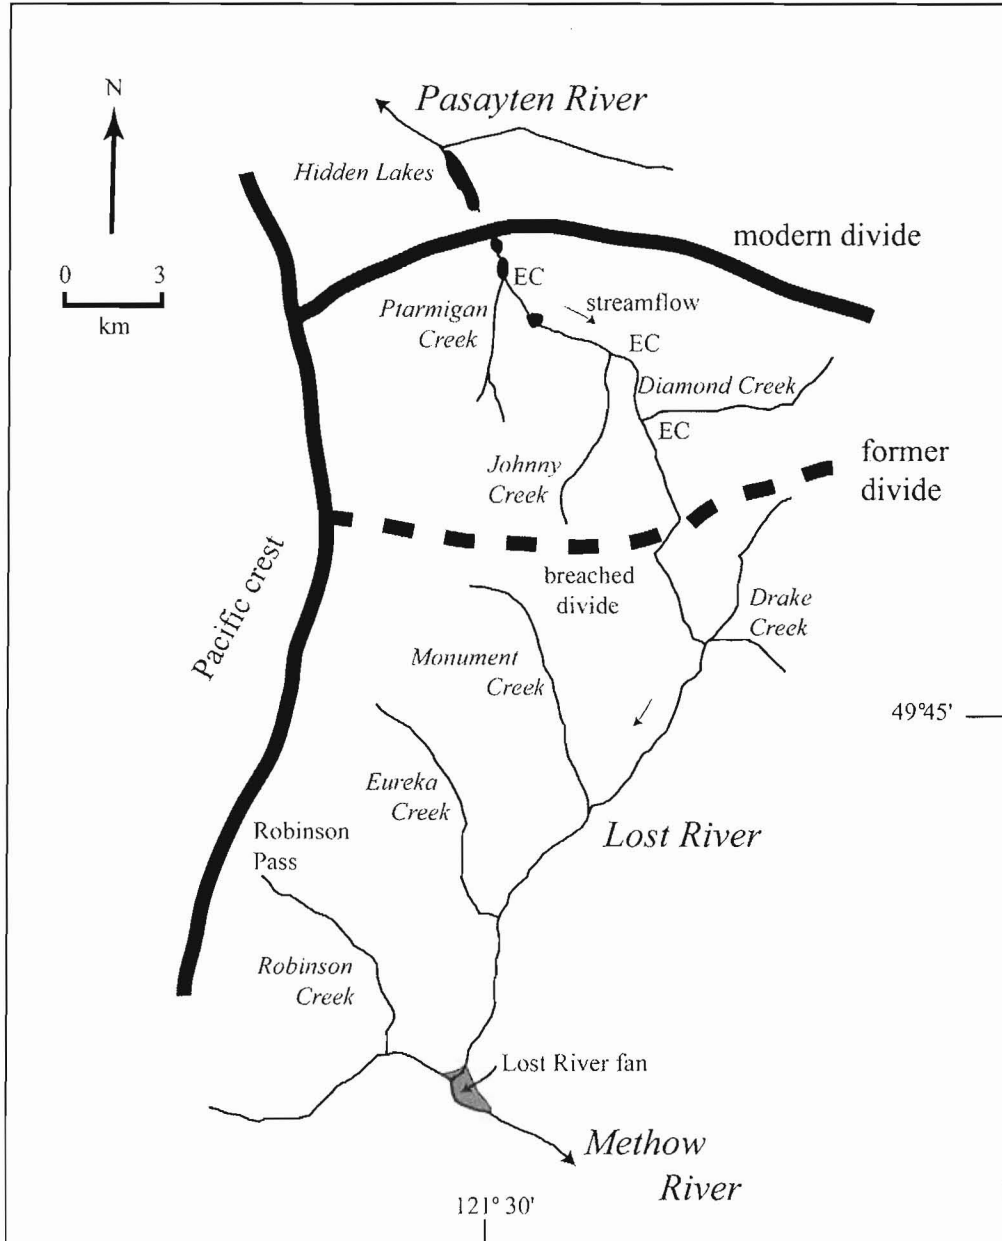 N
Pasayten River
Hidden Lakes
modern divide
0 3
km
EC
streamflow
Ptarmigan
Creek
EC
Diamond Creek
EC
former
divide
Johnny
Creek
breached
divide
Drake
Creek
Pacific crest
Monument
Creek
49°45'
Eureka
Creek
Lost River
Robinson
Pass
Robinson
Creek
Lost River fan
Methow
River
121° 30'